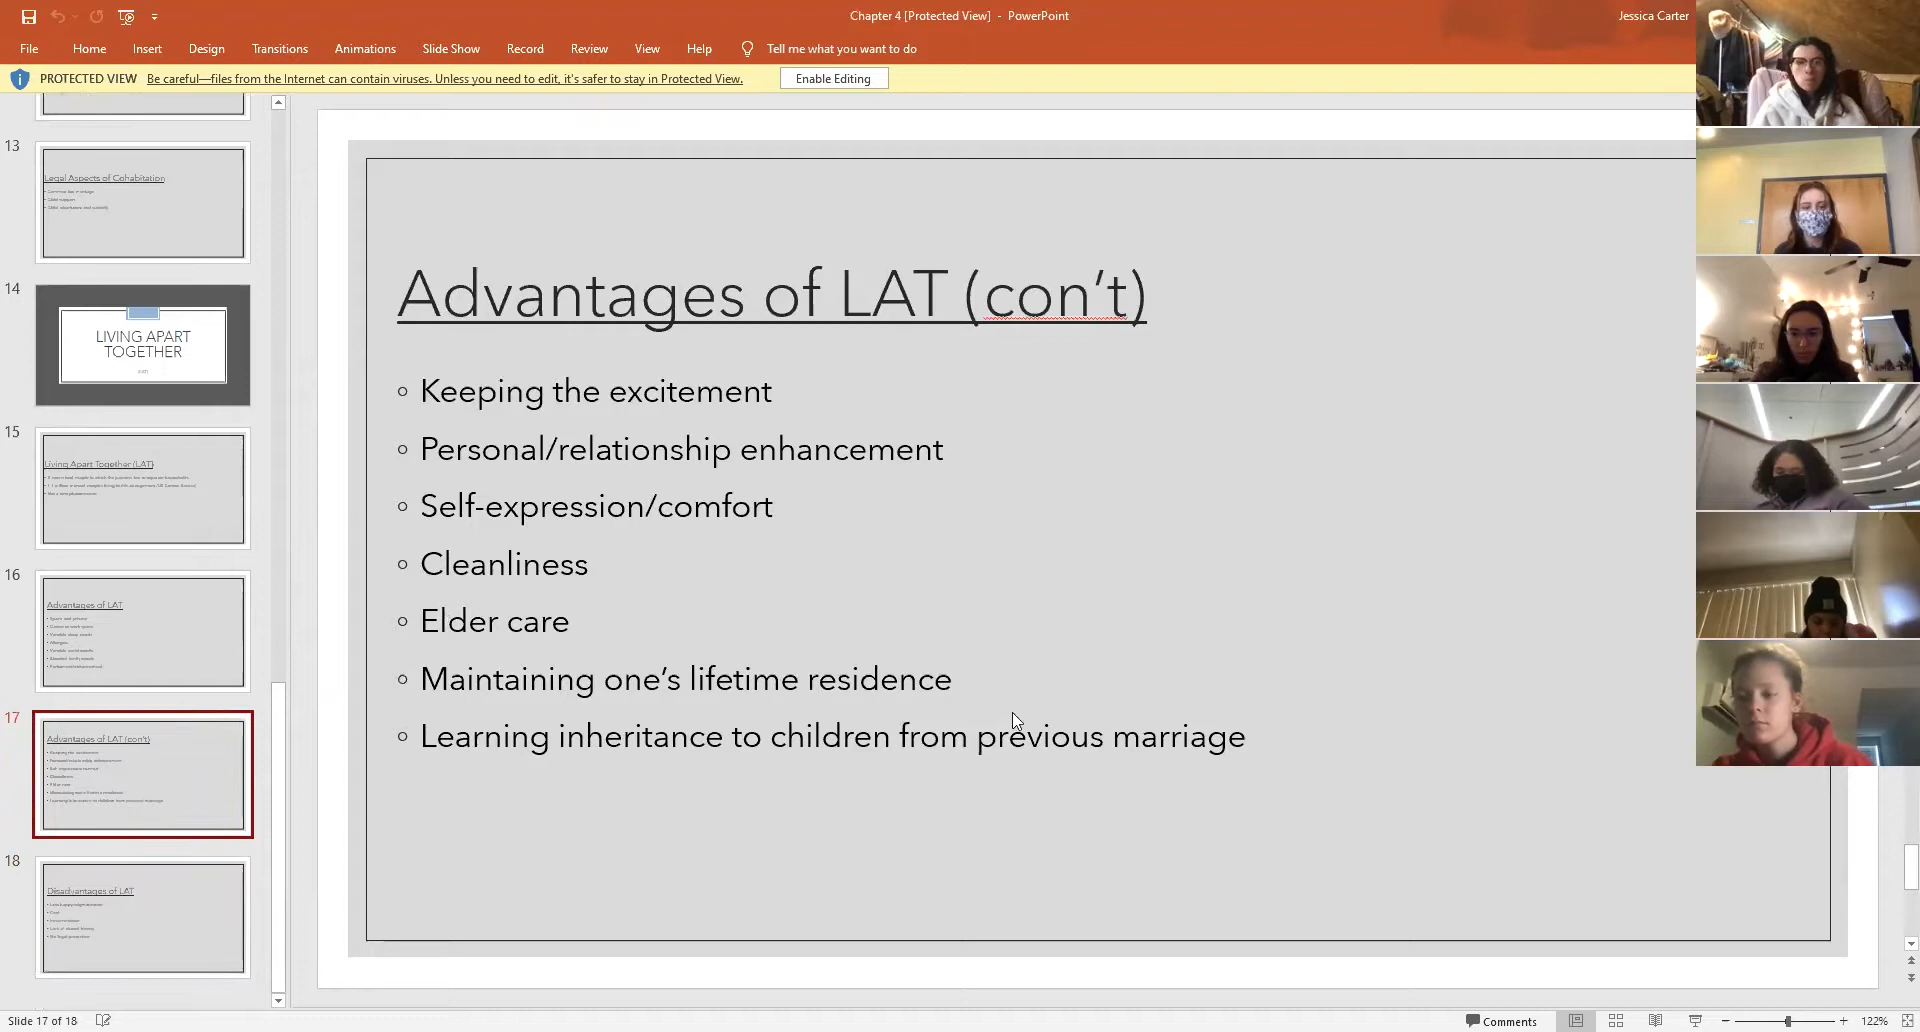 Chapter 4 [Protected View] - PowerPoint
Jessica Carter
File Home Insert Design Transitions Animations Slide Show Record Review View Help Tell me what you want to do
PROTECTED VIEW Be careful—files from the Internet can contain viruses. Unless you need to edit, it's safer to stay in Protected View. Enable Editing
13
Legal Aspects of Cohabitation
14
LIVING APART
TOGETHER
15
Living Apart Together (LAT)
16
Advantages of LAT
17
Advantages of LAT (con't)
18
Disadvantages of LAT
Advantages of LAT (con't)
Keeping the excitement
Personal/relationship enhancement
Self-expression/comfort
Cleanliness
Elder care
Maintaining one's lifetime residence
Learning inheritance to children from previous marriage
Slide 17 of 18
Comments
122%